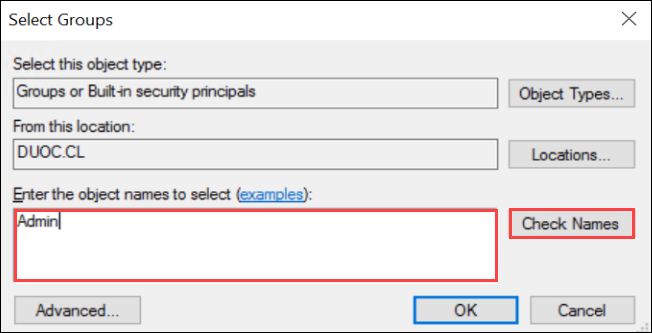 Select Groups
Select this object type:
Groups or Built-in security principals
Object Types...
From this location:
DUOC.CL
Locations...
Enter the object names to select (examples):
Admin
Check Names
Advanced...
OK
Cancel